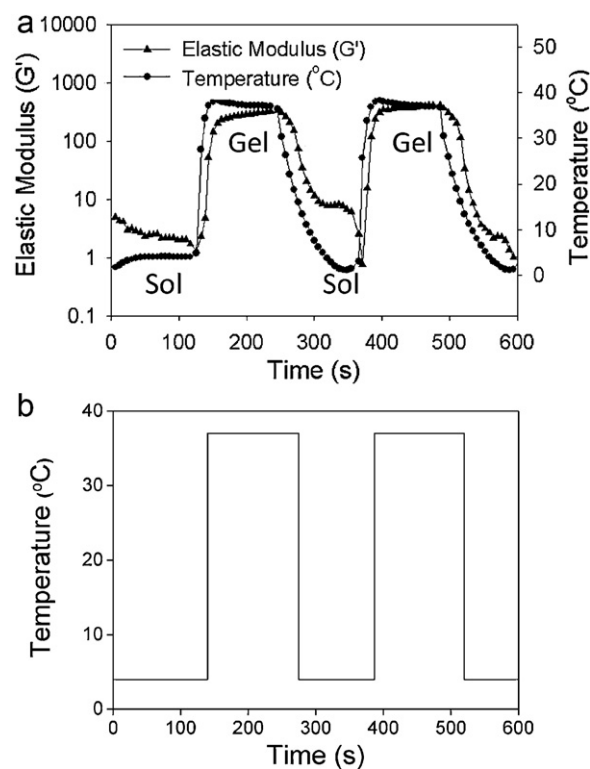 a
10000
1000
100
10
1
0.1
Elastic Modulus (G')
Elastic Modulus (G')
Temperature (°C)
Gel
Gel
Sol
Sol
50
40
30
20
10
0
Temperature (°C)
0 100 200 300 400 500 600
Time (s)
b
40
30
20
10
0
Temperature (°C)
0 100 200 300 400 500 600
Time (s)